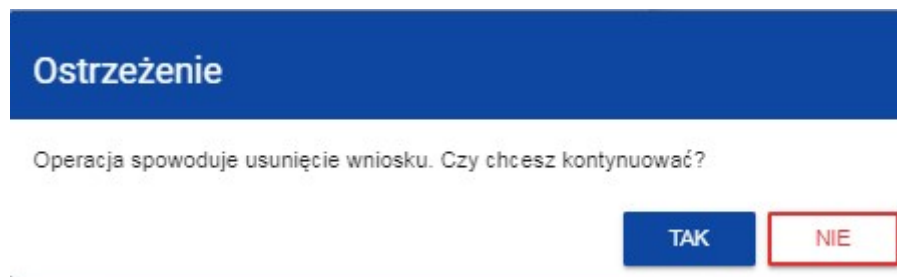 Ostrzeżenie
Operacja spowoduje usunięcie wniosku. Czy chcesz kontynuować?
TAK NIE